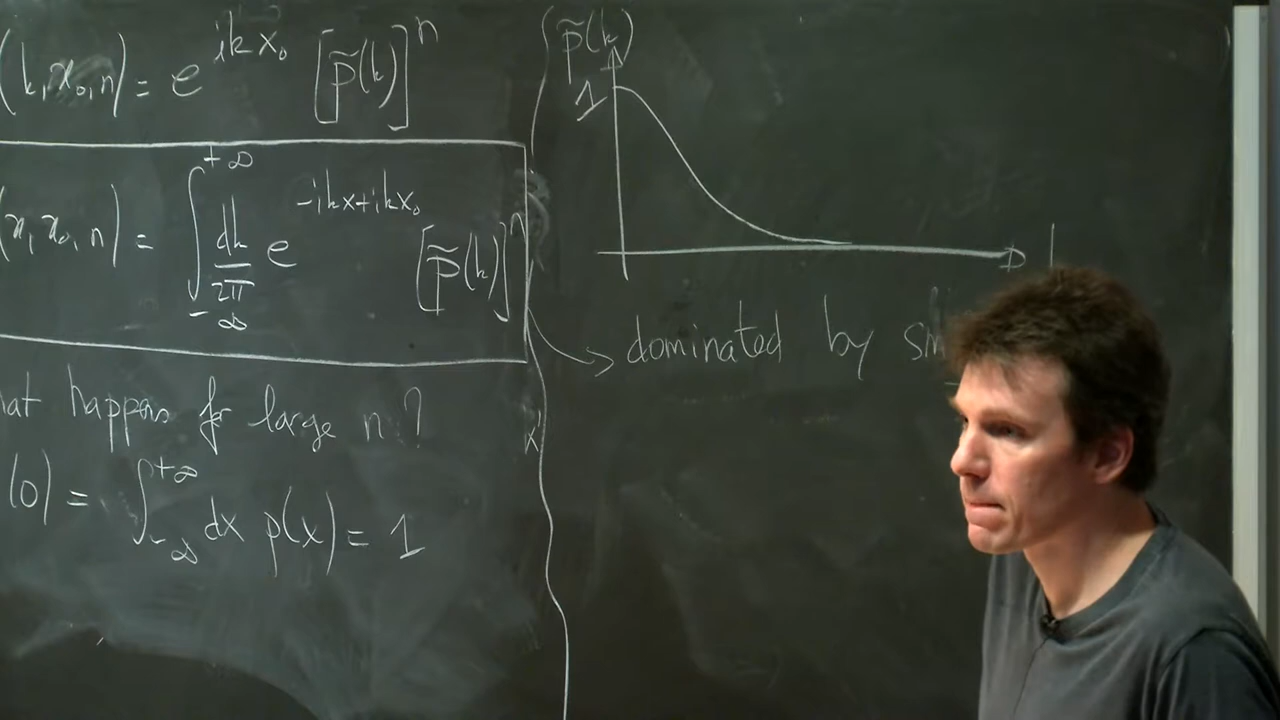 (k, x₀, n) = e^{ikx₀} [p̃(k)]^n
(x, x₀, n) = ∫_{-∞}^{+∞} dk/2π e^{-ikx+ikx₀} [p̃(k)]^n
hat happens for large n?
(0) = ∫_{-∞}^{+∞} dx p(x) = 1
p̃(k)
1
dominated by sm